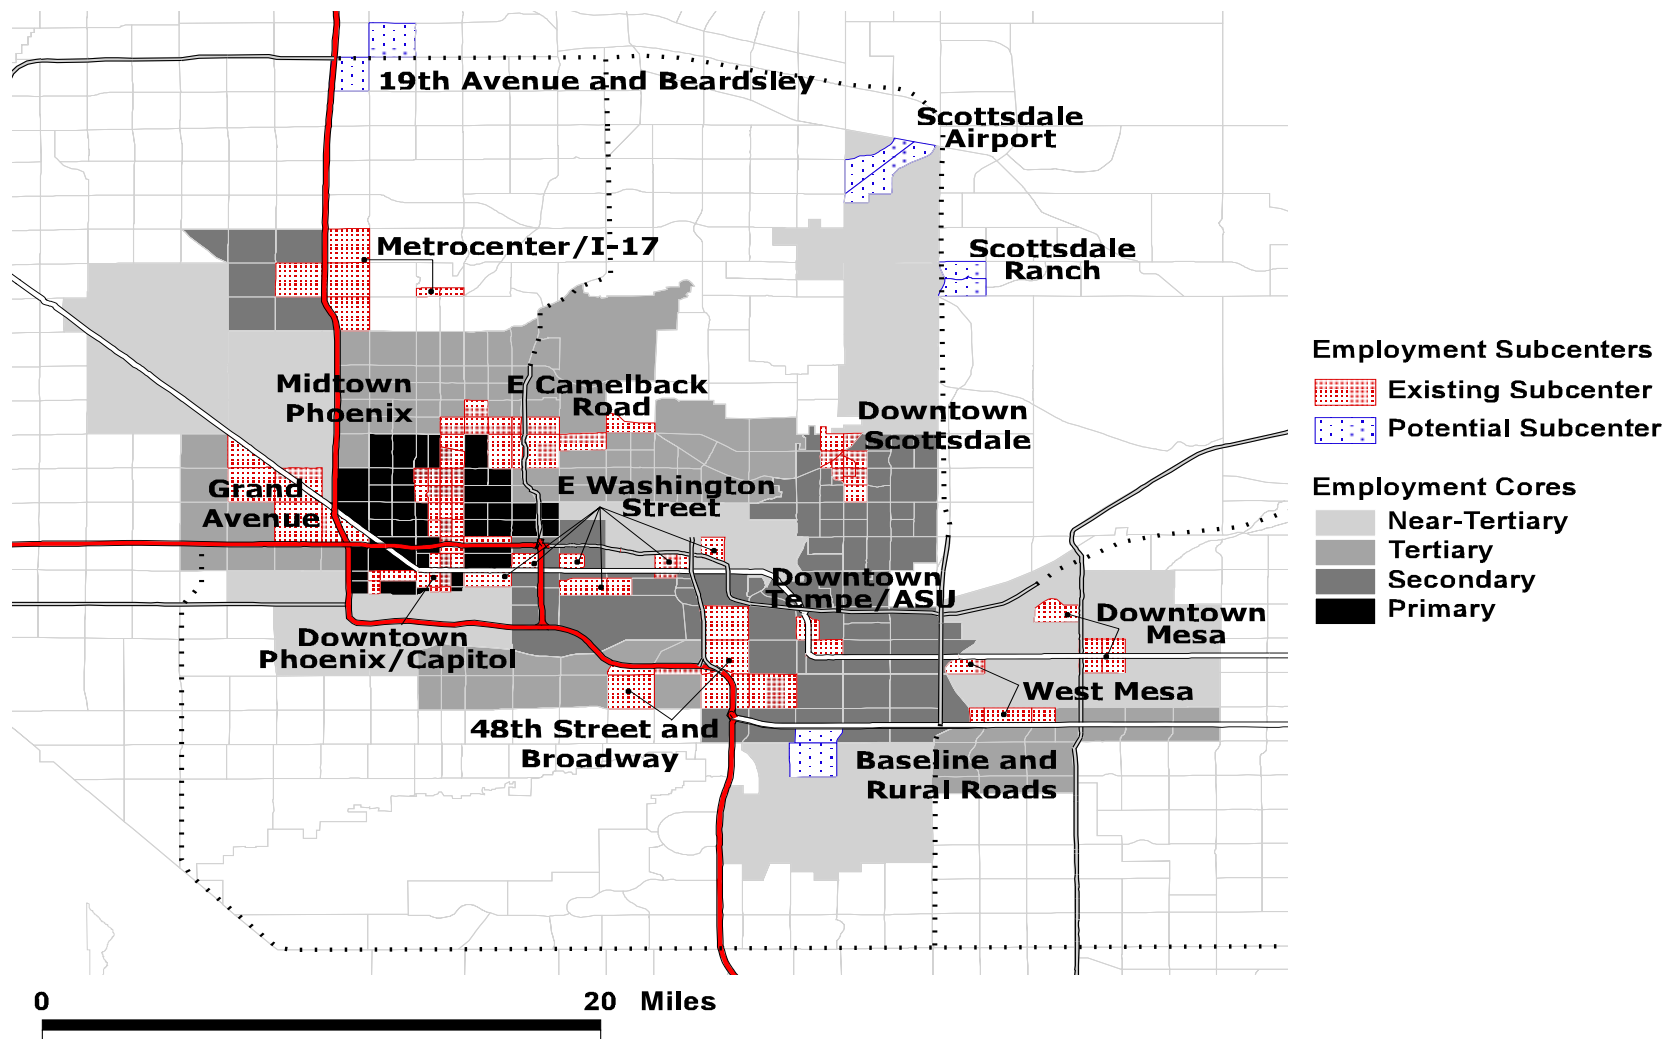 19th Avenue and Beardsley
Scottsdale
Airport
Metrocenter/I-17
Scottsdale
Ranch
Midtown
Phoenix
E Camelback
Road
Downtown
Scottsdale
Grand
Avenue
E Washington
Street
Downtown
Tempe/ASU
Downtown
Mesa
Downtown
Phoenix/Capitol
West Mesa
48th Street and
Broadway
Baseline and
Rural Roads
Employment Subcenters
Existing Subcenter
Potential Subcenter
Employment Cores
Near-Tertiary
Tertiary
Secondary
Primary
0 20 Miles